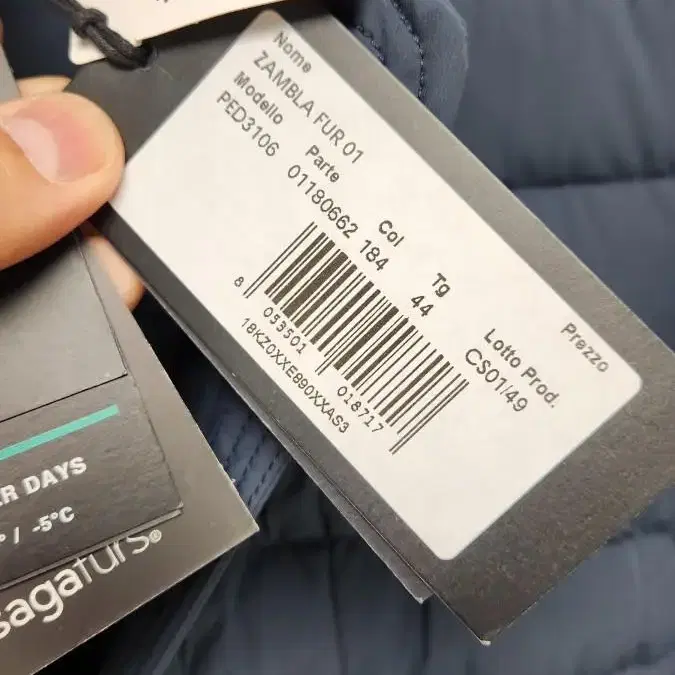 Nome
ZAMBLA FUR 01
Modello Parte Col Tg Lotto Prod. Prezzo
PED3106 01180662 184 44 CS01/49
8 053501 018717
18KZ0XXE890XXAS3
ER DAYS
° / -5°C
sagafurs®